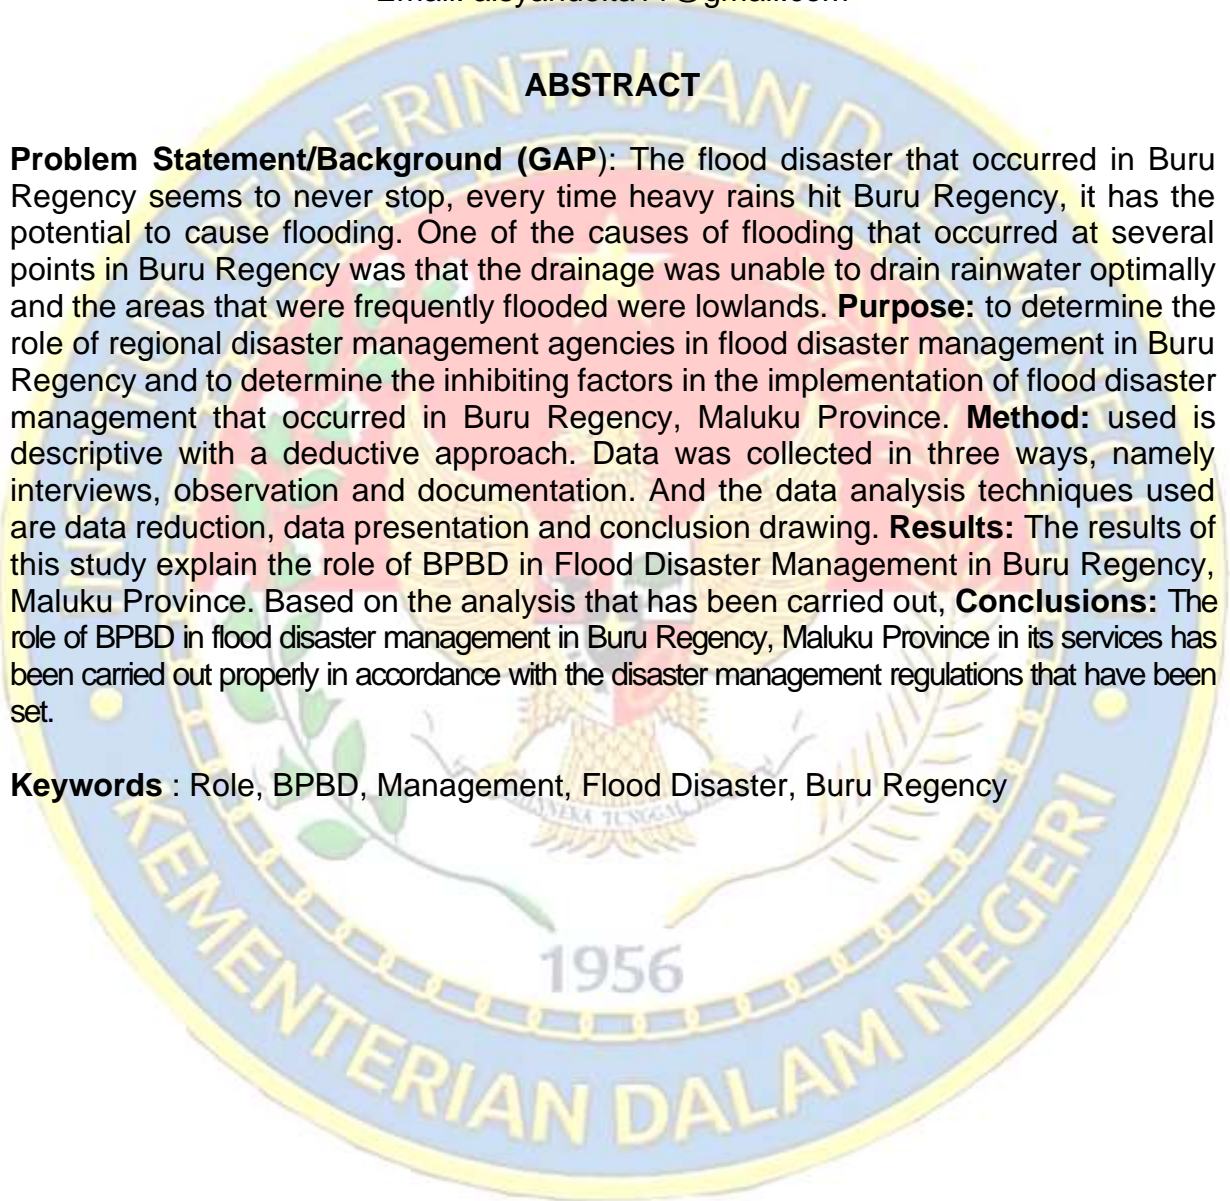 ABSTRACT
Problem Statement/Background (GAP): The flood disaster that occurred in Buru
Regency seems to never stop, every time heavy rains hit Buru Regency, it has the
potential to cause flooding. One of the causes of flooding that occurred at several
points in Buru Regency was that the drainage was unable to drain rainwater optimally
and the areas that were frequently flooded were lowlands. Purpose: to determine the
role of regional disaster management agencies in flood disaster management in Buru
Regency and to determine the inhibiting factors in the implementation of flood disaster
management that occurred in Buru Regency, Maluku Province. Method: used is
descriptive with a deductive approach. Data was collected in three ways, namely
interviews, observation and documentation. And the data analysis techniques used
are data reduction, data presentation and conclusion drawing. Results: The results of
this study explain the role of BPBD in Flood Disaster Management in Buru Regency,
Maluku Province. Based on the analysis that has been carried out, Conclusions: The
role of BPBD in flood disaster management in Buru Regency, Maluku Province in its services has
been carried out properly in accordance with the disaster management regulations that have been
set.
Keywords : Role, BPBD, Management, Flood Disaster, Buru Regency
INSTITUT PEMERINTAHAN DALAM NEGERI
1956
KEMENTERIAN DALAM NEGERI